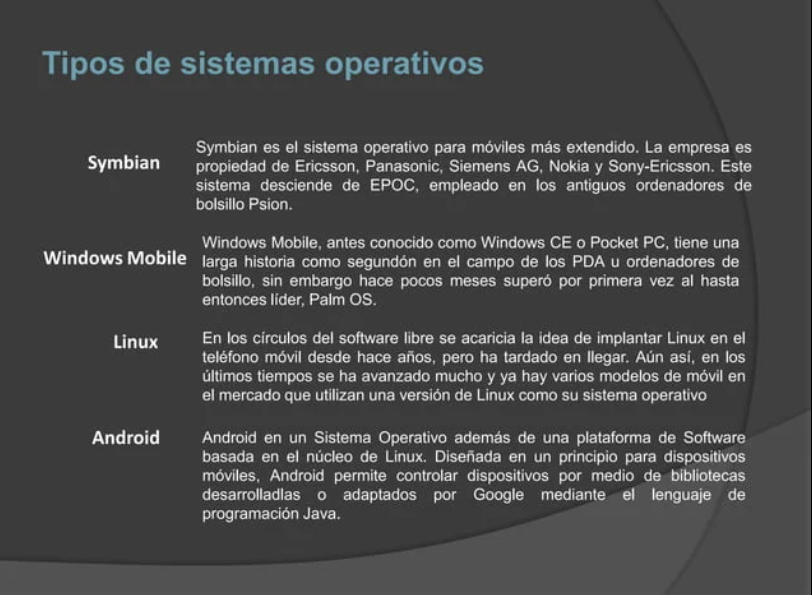 Tipos de sistemas operativos
Symbian
Symbian es el sistema operativo para móviles más extendido. La empresa es
propiedad de Ericsson, Panasonic, Siemens AG, Nokia y Sony-Ericsson. Este
sistema desciende de EPOC, empleado en los antiguos ordenadores de
bolsillo Psion.
Windows Mobile
Windows Mobile, antes conocido como Windows CE o Pocket PC, tiene una
larga historia como segundón en el campo de los PDA u ordenadores de
bolsillo, sin embargo hace pocos meses superó por primera vez al hasta
entonces líder, Palm OS.
Linux
En los círculos del software libre se acaricia la idea de implantar Linux en el
teléfono móvil desde hace años, pero ha tardado en llegar. Aún así, en los
últimos tiempos se ha avanzado mucho y ya hay varios modelos de móvil en
el mercado que utilizan una versión de Linux como su sistema operativo
Android
Android en un Sistema Operativo además de una plataforma de Software
basada en el núcleo de Linux. Diseñada en un principio para dispositivos
móviles, Android permite controlar dispositivos por medio de bibliotecas
desarrolladlas o adaptados por Google mediante el lenguaje de
programación Java.